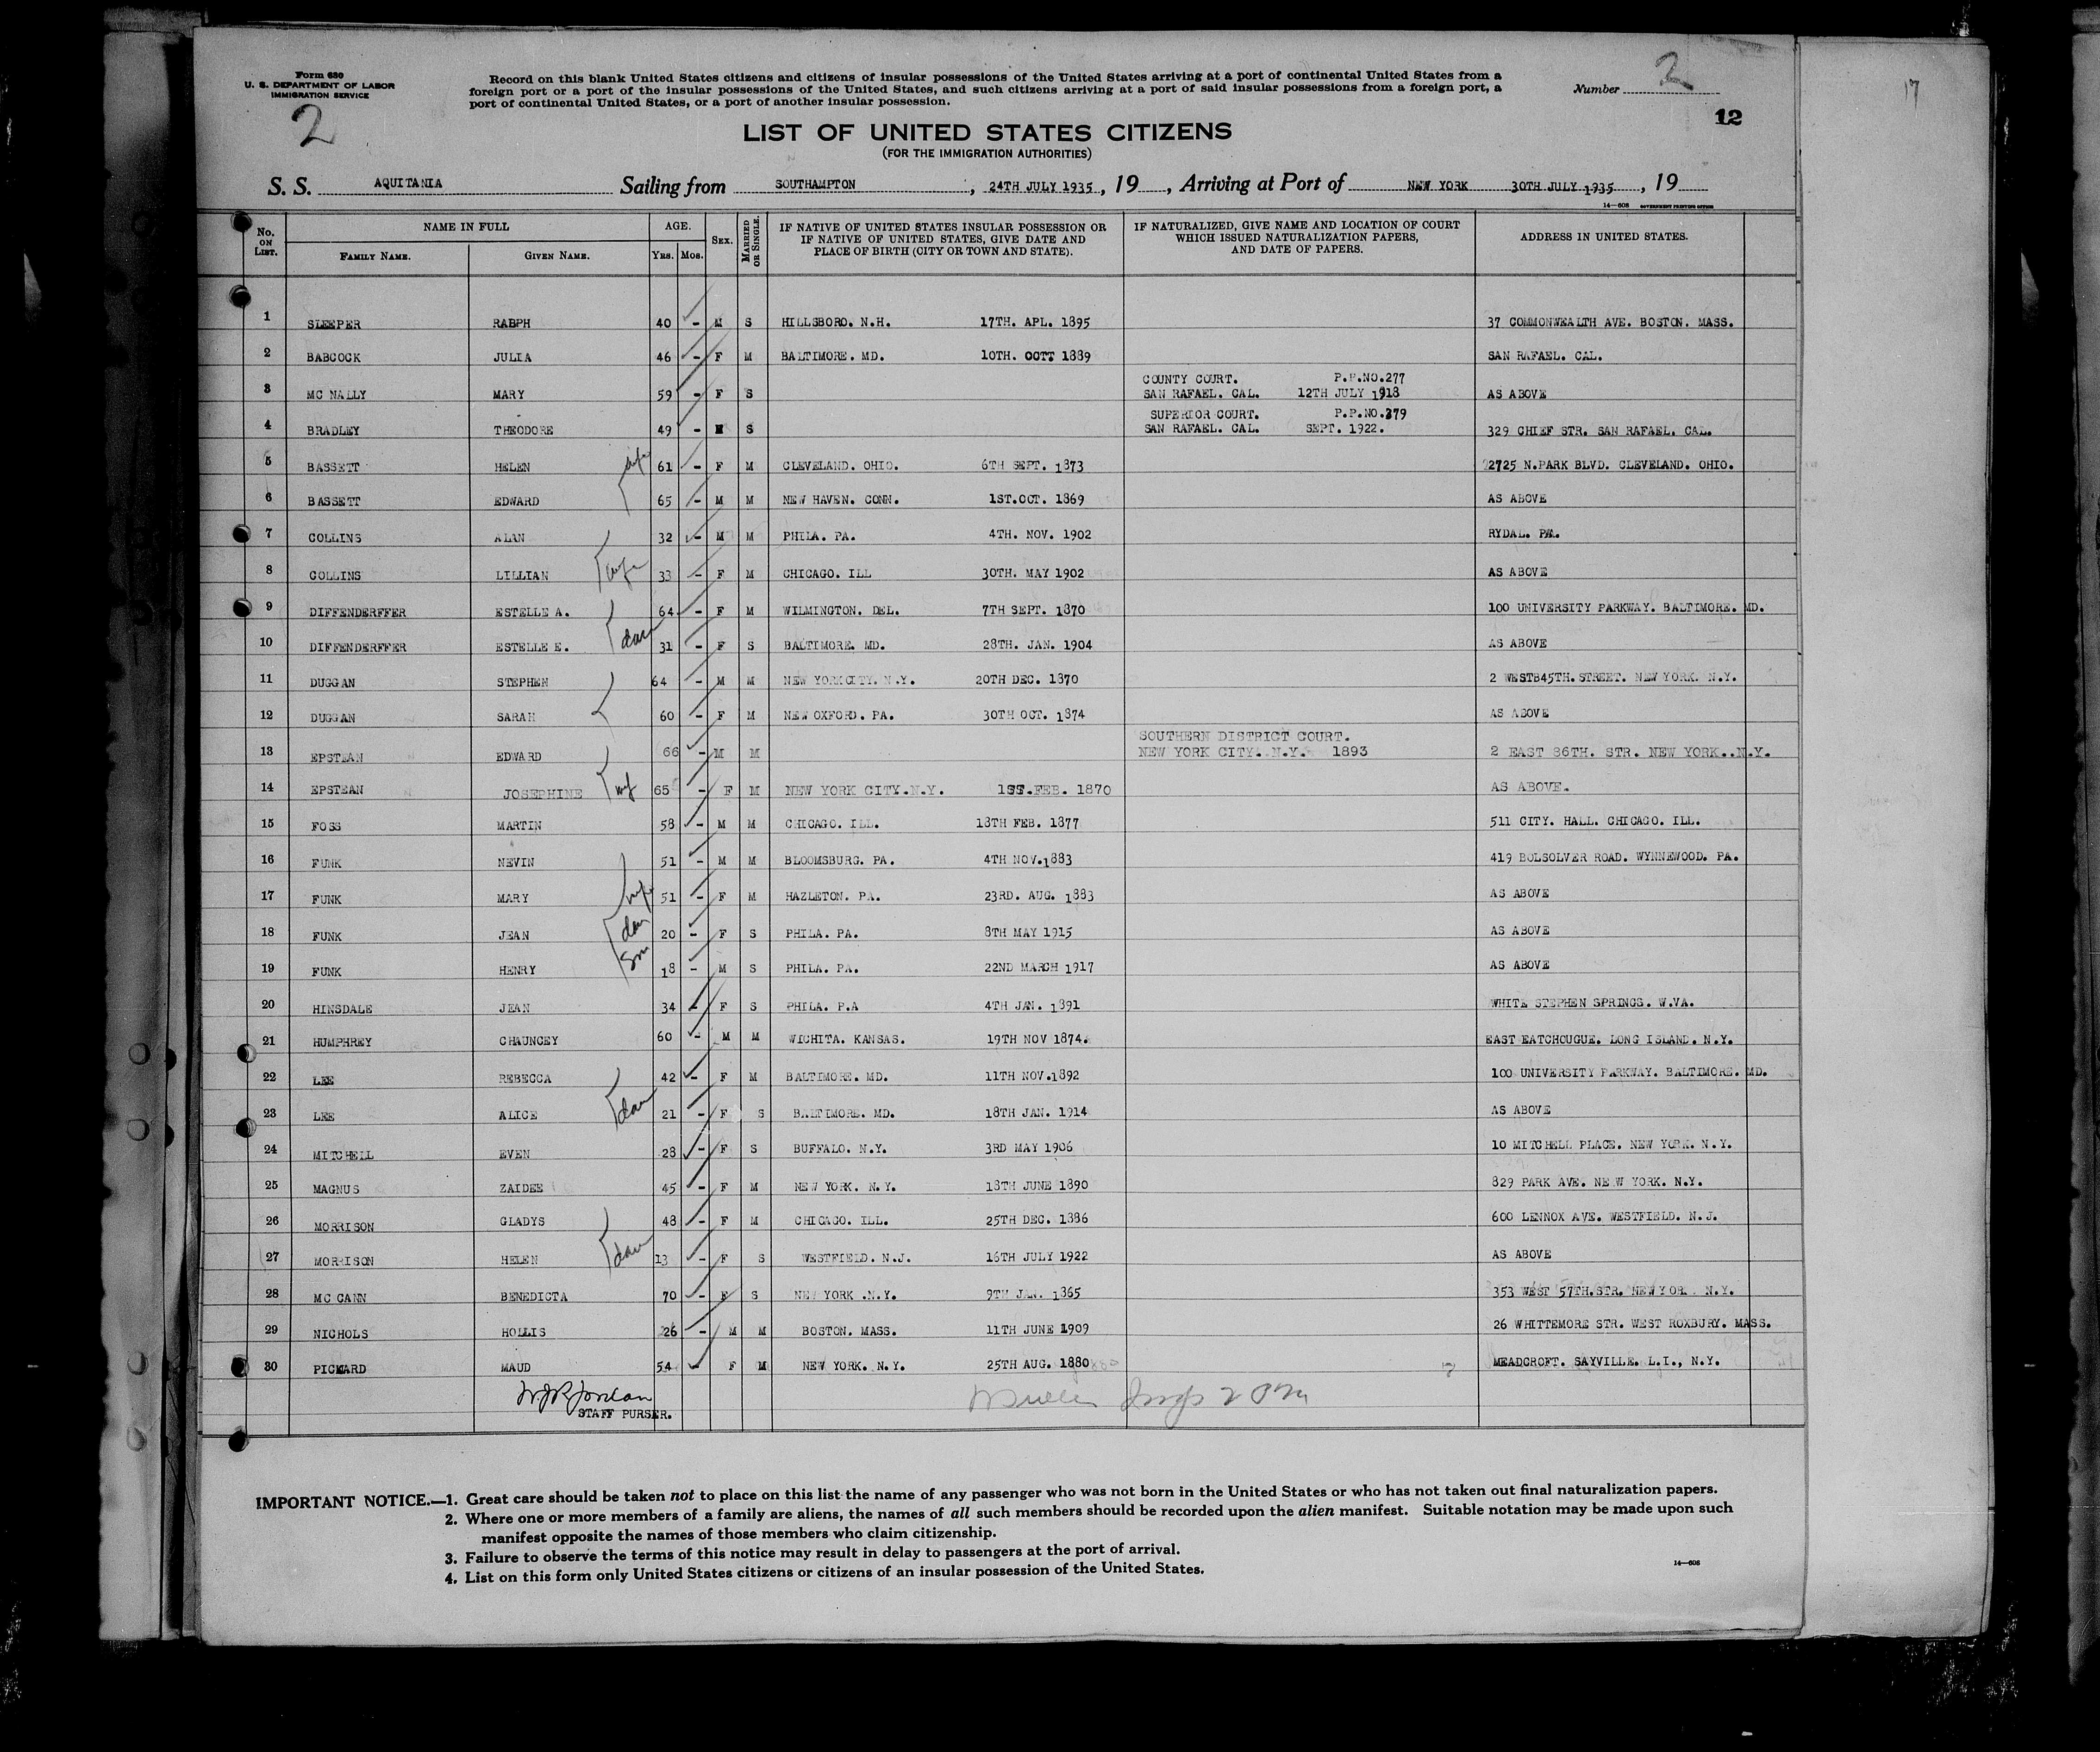 Form 630
U. S. DEPARTMENT OF LABOR
IMMIGRATION SERVICE
2
Record on this blank United States citizens and citizens of insular possessions of the United States arriving at a port of continental United States from a
foreign port or a port of the insular possessions of the United States, and such citizens arriving at a port of said insular possessions from a foreign port, a
port of continental United States, or a port of another insular possession.
Number 2
12
17
LIST OF UNITED STATES CITIZENS
(FOR THE IMMIGRATION AUTHORITIES)
S. S. AQUITANIA Sailing from SOUTHAMPTON, 24TH JULY 1935, 19, Arriving at Port of NEW YORK 30TH JULY 1935, 19
14—608 GOVERNMENT PRINTING OFFICE
No. ON LIST. NAME IN FULL FAMILY NAME. GIVEN NAME. AGE. YRS. MOS. SEX. MARRIED OR SINGLE. IF NATIVE OF UNITED STATES INSULAR POSSESSION OR IF NATIVE OF UNITED STATES, GIVE DATE AND PLACE OF BIRTH (CITY OR TOWN AND STATE). IF NATURALIZED, GIVE NAME AND LOCATION OF COURT WHICH ISSUED NATURALIZATION PAPERS, AND DATE OF PAPERS. ADDRESS IN UNITED STATES.
1 SLEEPER RABPH 40 - M S HILLSBORO. N.H. 17TH. APL. 1895 37 COMMONWEALTH AVE. BOSTON. MASS.
2 BABCOCK JULIA 46 - F M BALTIMORE. MD. 10TH. OCTT 1889 SAN RAFAEL. CAL.
3 MC NALLY MARY 59 - F S COUNTY COURT. P.P.NO.277 SAN RAFAEL. CAL. 12TH JULY 1918 AS ABOVE
4 BRADLEY THEODORE 49 - S SUPERIOR COURT. P.P.NO.279 SAN RAFAEL. CAL. SEPT. 1922. 329 CHIEF STR. SAN RAFAEL. CAL.
5 BASSETT HELEN wife 61 - F M CLEVELAND. OHIO. 6TH SEPT. 1873 22725 N.PARK BLVD. CLEVELAND. OHIO.
6 BASSETT EDWARD 65 - M M NEW HAVEN. CONN. 1ST.OCT. 1869 AS ABOVE
7 COLLINS ALAN 32 - M M PHILA. PA. 4TH. NOV. 1902 RYDAL. PA.
8 COLLINS LILLIAN wife 33 - F M CHICAGO. ILL 30TH. MAY 1902 AS ABOVE
9 DIFFENDERFFER ESTELLE A. 64 - F M WILMINGTON. DEL. 7TH SEPT. 1870 100 UNIVERSITY PARKWAY. BALTIMORE. MD.
10 DIFFENDERFFER ESTELLE E. dau 31 - F S BALTIMORE. MD. 28TH. JAN. 1904 AS ABOVE
11 DUGGAN STEPHEN 64 - M M NEW YORK CITY. N.Y. 20TH DEC. 1870 2 WESTB45TH. STREET. NEW YORK. N.Y.
12 DUGGAN SARAH 60 - F M NEW OXFORD. PA. 30TH OCT. 1874 AS ABOVE
13 EPSTEAN EDWARD 66 - M M SOUTHERN DISTRICT COURT. NEW YORK CITY. N.Y. 1893 2 EAST 86TH. STR. NEW YORK..N.Y.
14 EPSTEAN JOSEPHINE wf 65 - F M NEW YORK CITY.N.Y. 1ST.FEB. 1870 AS ABOVE.
15 FOSS MARTIN 58 - M M CHICAGO. ILL. 18TH FEB. 1877 511 CITY. HALL. CHICAGO. ILL.
16 FUNK NEVIN 51 - M M BLOOMSBURG. PA. 4TH NOV.1883 419 BOLSOLVER ROAD. WYNNEWOOD. PA.
17 FUNK MARY wife 51 - F M HAZLETON. PA. 23RD. AUG. 1883 AS ABOVE
18 FUNK JEAN dau 20 - F S PHILA. PA. 8TH MAY 1915 AS ABOVE
19 FUNK HENRY Son 18 - M S PHILA. PA. 22ND MARCH 1917 AS ABOVE
20 HINSDALE JEAN 34 - F S PHILA. P.A 4TH JAN. 1891 WHITE STEPHEN SPRINGS. W.VA.
21 HUMPHREY CHAUNCEY 60 - M M WICHITA. KANSAS. 19TH NOV 1874. EAST EATCHOUGUE. LONG ISLAND. N.Y.
22 LEE REBECCA 42 - F M BALTIMORE. MD. 11TH NOV.1892 100 UNIVERSITY PARKWAY. BALTIMORE. MD.
23 LEE ALICE dau 21 - F S BALTIMORE. MD. 18TH JAN. 1914 AS ABOVE
24 MITCHELL EVEN 28 - F S BUFFALO. N.Y. 3RD MAY 1906 10 MITCHELL PLACE. NEW YORK. N.Y.
25 MAGNUS ZAIDEE 45 - F M NEW YORK. N.Y. 18TH JUNE 1890 829 PARK AVE. NEW YORK. N.Y.
26 MORRISON GLADYS 48 - F M CHICAGO. ILL. 25TH DEC. 1886 600 LENNOX AVE. WESTFIELD. N.J.
27 MORRISON HELEN dau 13 - F S WESTFIELD. N.J. 16TH JULY 1922 AS ABOVE
28 MC CANN BENEDICTA 70 - F S NEW YORK .N.Y. 9TH JAN. 1865 353 WEST 57TH.STR. NEW YOR. N.Y.
29 NICHOLS HOLLIS 26 - M M BOSTON. MASS. 11TH JUNE 1909 26 WHITTEMORE STR. WEST ROXBURY. MASS.
30 PICKARD MAUD 54 - F M NEW YORK. N.Y. 25TH AUG. 1880 MEADCROFT. SAYVILLE. L.I., N.Y.
STAFF PURSER.
IMPORTANT NOTICE.—1. Great care should be taken not to place on this list the name of any passenger who was not born in the United States or who has not taken out final naturalization papers.
2. Where one or more members of a family are aliens, the names of all such members should be recorded upon the alien manifest. Suitable notation may be made upon such
manifest opposite the names of those members who claim citizenship.
3. Failure to observe the terms of this notice may result in delay to passengers at the port of arrival.
4. List on this form only United States citizens or citizens of an insular possession of the United States.
14—608